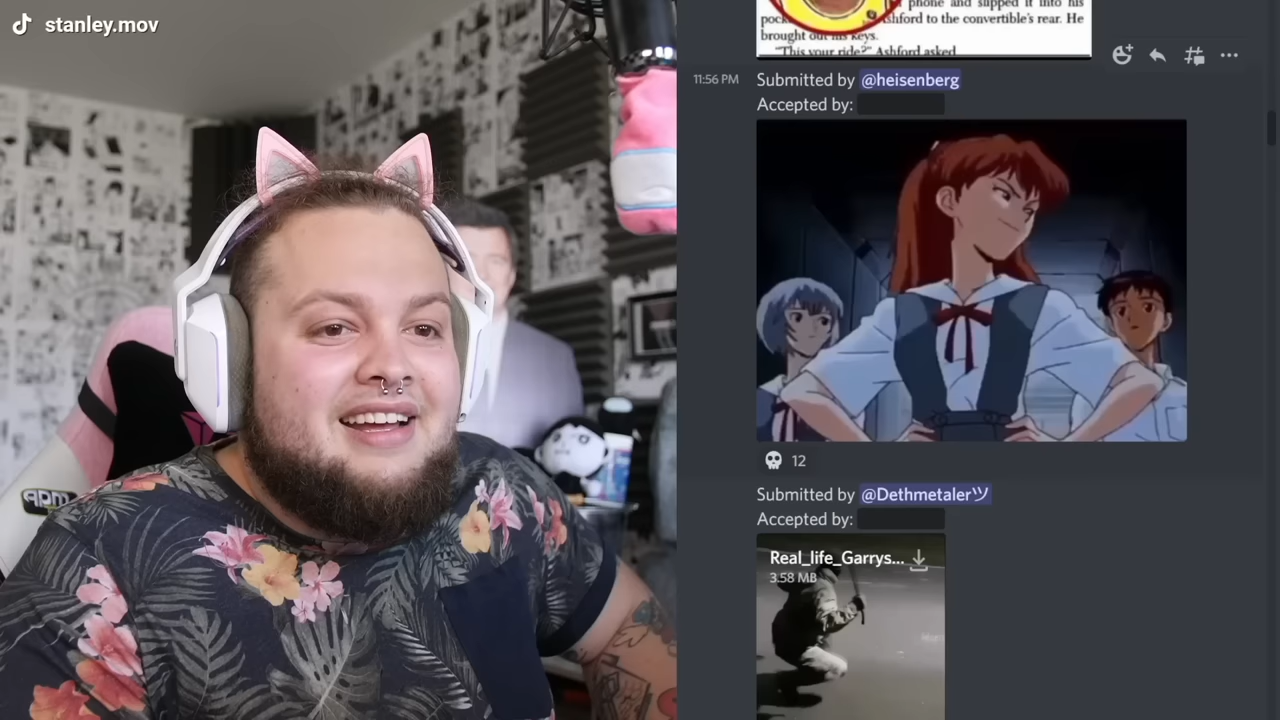 stanley.mov
phone and slipped it into his
shford to the convertible's rear. He
brought out his keys.
"This your ride?" Ashford asked
11:56 PM
Submitted by @heisenberg
Accepted by:
12
Submitted by @Dethmetalerツ
Accepted by:
Real_life_Garrys...
3.58 MB